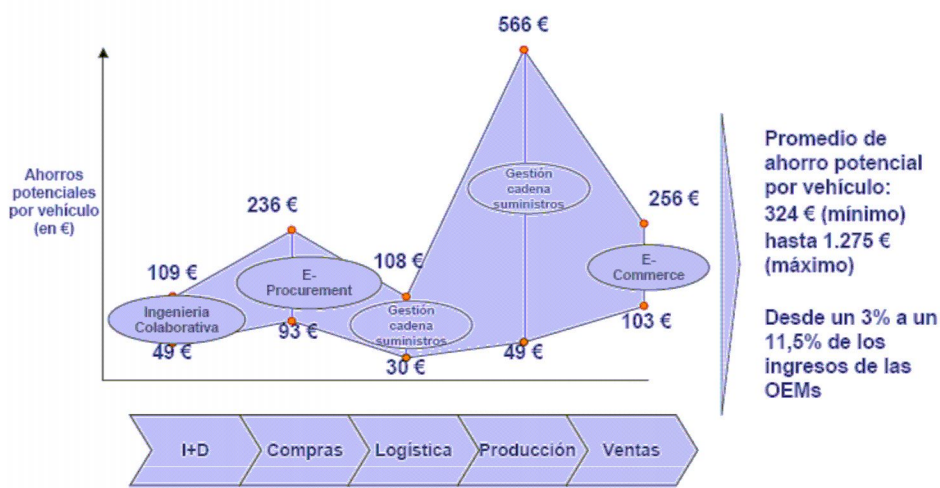 566 €
Ahorros
potenciales
por vehículo
(en €)
236 €
109 €
108 €
256 €
Gestión
cadena
suministros
E-
Procurement
E-
Commerce
Ingenieria
Colaborativa
Gestión
cadena
suministros
49 €
93 €
30 €
49 €
103 €
Promedio de
ahorro potencial
por vehículo:
324 € (mínimo)
hasta 1.275 €
(máximo)
Desde un 3% a un
11,5% de los
ingresos de las
OEMs
I+D
Compras
Logística
Producción
Ventas